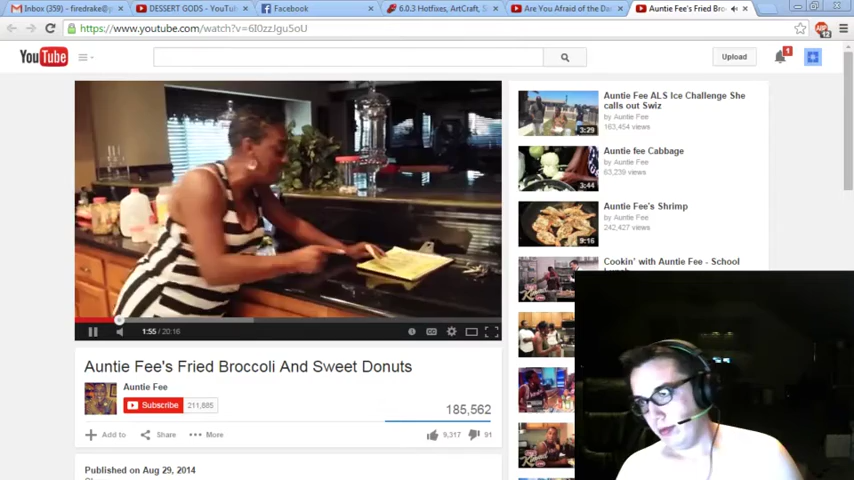 Inbox (359) - firedrake@g
DESSERT GODS - YouTu
Facebook
6.0.3 Hotfixes, ArtCraft, S
Are You Afraid of the Da
Auntie Fee's Fried Bro
https://www.youtube.com/watch?v=6I0zzJguSoU
12
YouTube
Upload
1
1:55 / 20:16
Auntie Fee's Fried Broccoli And Sweet Donuts
Auntie Fee
Subscribe 211,885
185,562
Add to Share More
9,317 91
Published on Aug 29, 2014
Auntie Fee ALS Ice Challenge She
calls out Swiz
by Auntie Fee
163,454 views
3:29
Auntie fee Cabbage
by Auntie Fee
63,239 views
3:44
Auntie Fee's Shrimp
by Auntie Fee
242,427 views
9:16
Cookin' with Auntie Fee - School